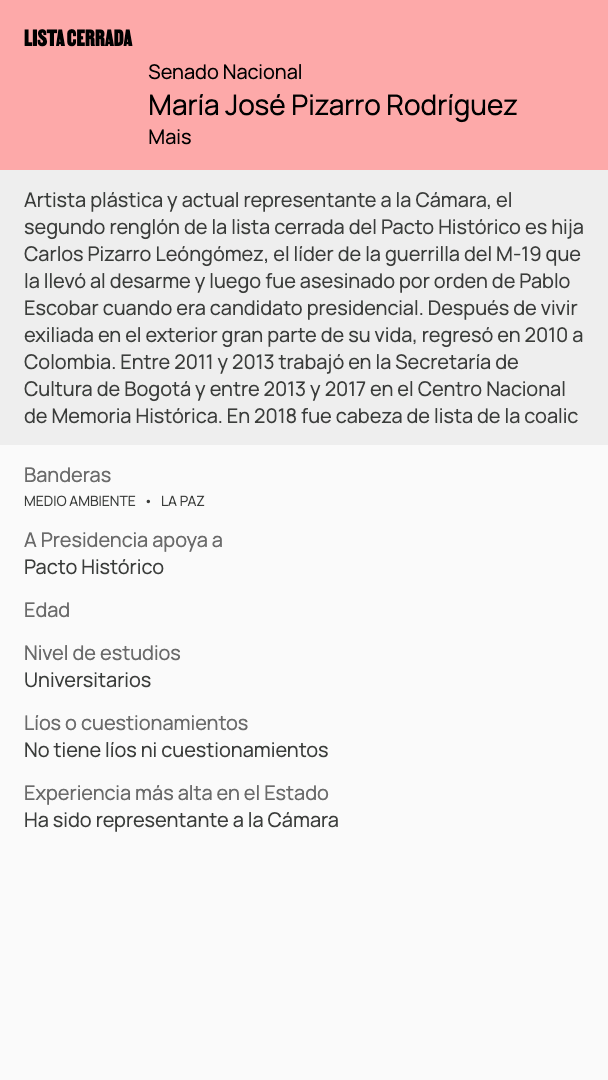 LISTA CERRADA
Senado Nacional
María José Pizarro Rodríguez
Mais
Artista plástica y actual representante a la Cámara, el
segundo renglón de la lista cerrada del Pacto Histórico es hija
Carlos Pizarro Leóngómez, el líder de la guerrilla del M-19 que
la llevó al desarme y luego fue asesinado por orden de Pablo
Escobar cuando era candidato presidencial. Después de vivir
exiliada en el exterior gran parte de su vida, regresó en 2010 a
Colombia. Entre 2011 y 2013 trabajó en la Secretaría de
Cultura de Bogotá y entre 2013 y 2017 en el Centro Nacional
de Memoria Histórica. En 2018 fue cabeza de lista de la coalic
Banderas
MEDIO AMBIENTE • LA PAZ
A Presidencia apoya a
Pacto Histórico
Edad
Nivel de estudios
Universitarios
Líos o cuestionamientos
No tiene líos ni cuestionamientos
Experiencia más alta en el Estado
Ha sido representante a la Cámara